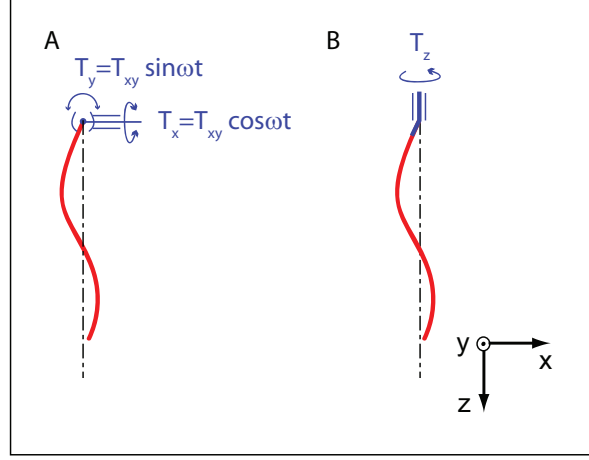 A
T_y=T_xy sinωt
T_x=T_xy cosωt
B
T_z
y
x
z